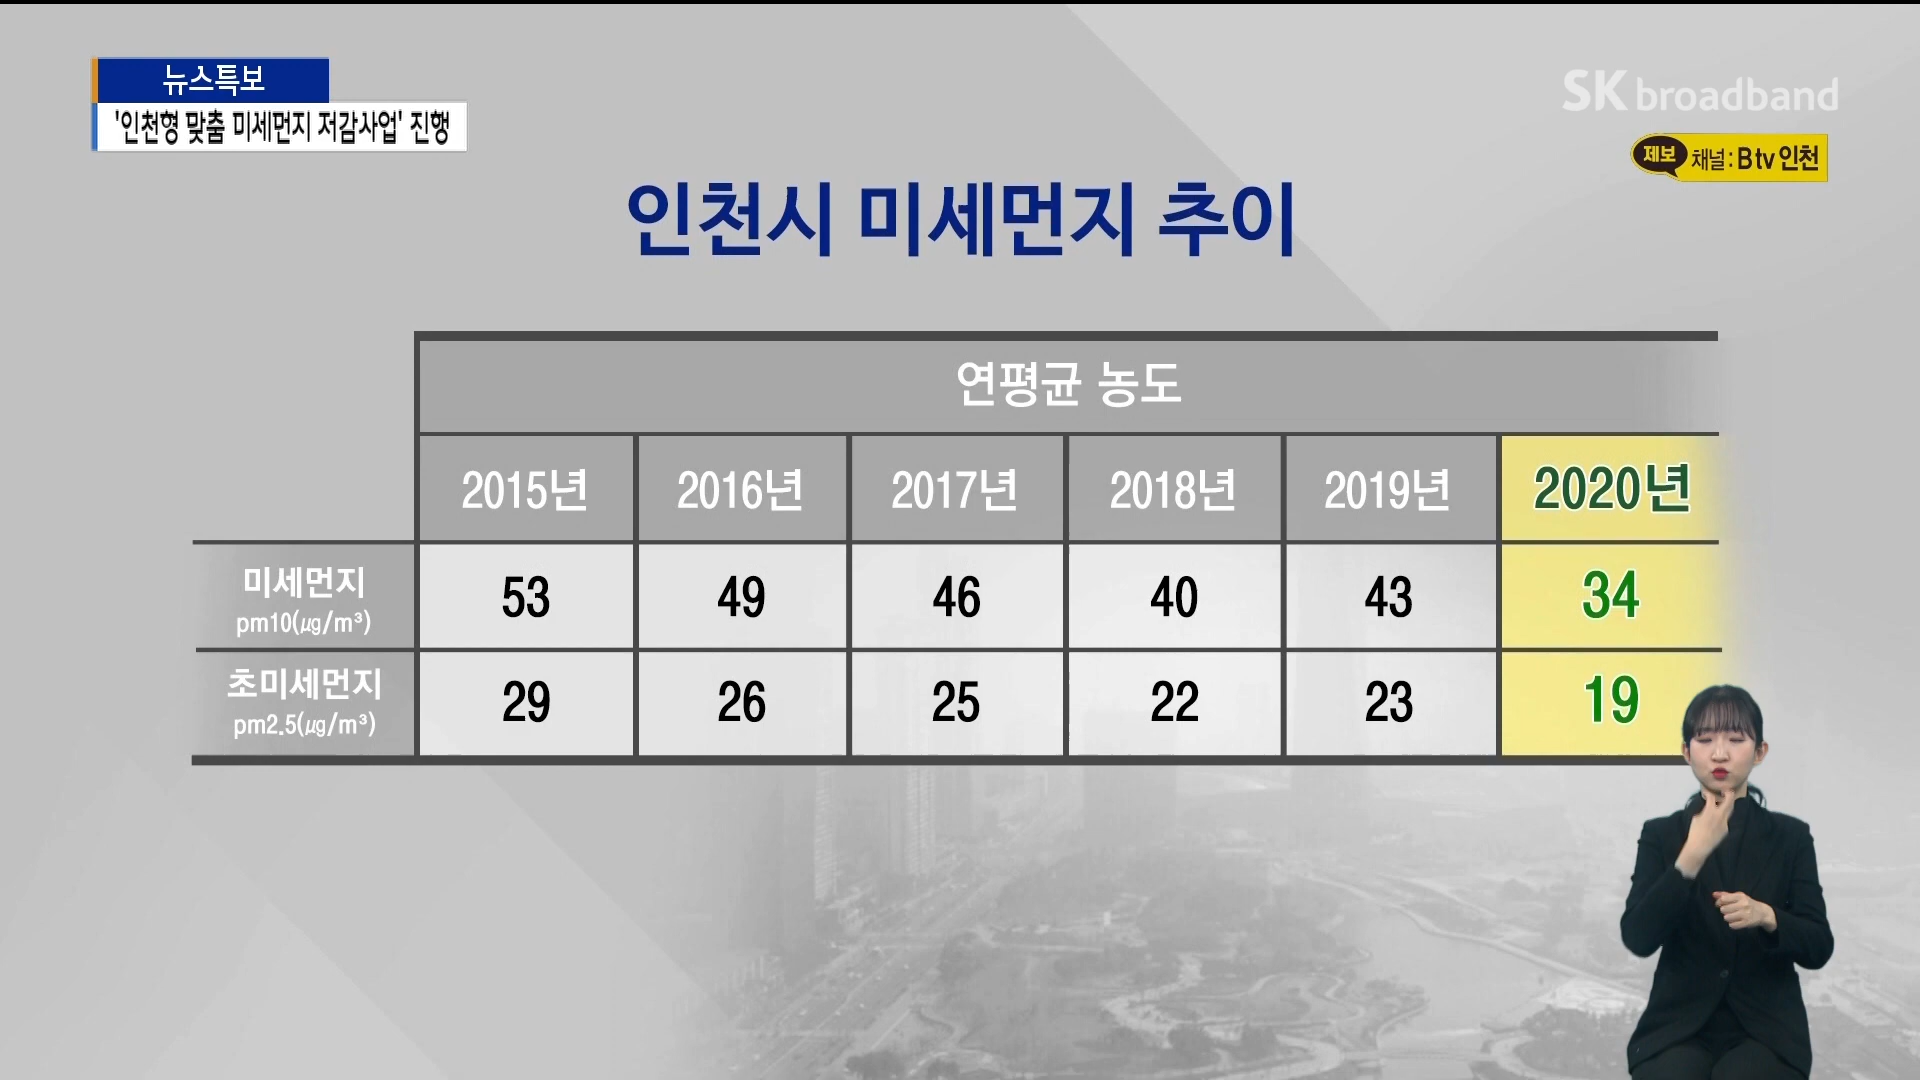 뉴스특보
'인천형 맞춤 미세먼지 저감사업' 진행
SK broadband
제보 채널 : B tv 인천
인천시 미세먼지 추이
연평균 농도
2015년 2016년 2017년 2018년 2019년 2020년
미세먼지 pm10(㎍/m³) 53 49 46 40 43 34
초미세먼지 pm2.5(㎍/m³) 29 26 25 22 23 19